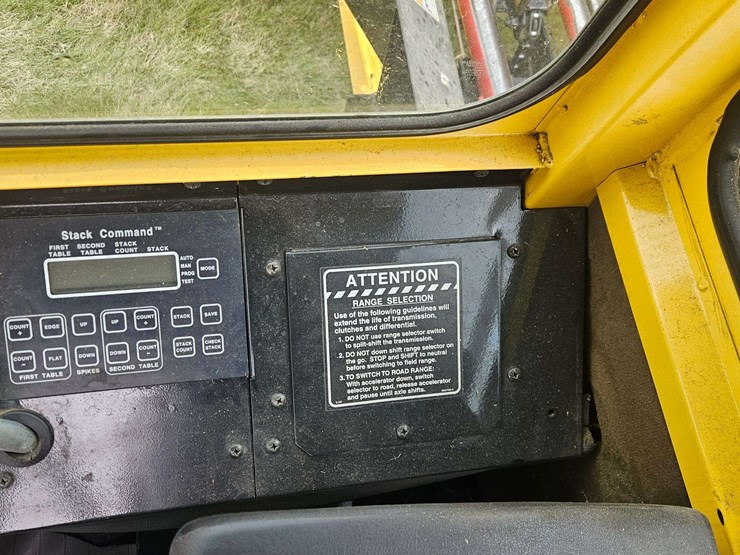 Stack Command™
FIRST SECOND STACK STACK
TABLE TABLE COUNT
AUTO
MAN
PROG
TEST
MODE
COUNT + EDGE UP UP COUNT + STACK SAVE
COUNT - FLAT DOWN DOWN COUNT - STACK COUNT CHECK STACK
FIRST TABLE SPIKES SECOND TABLE
ATTENTION
RANGE SELECTION
Use of the following guidelines will
extend the life of transmission,
clutches and differential.
1. DO NOT use range selector switch
to split-shift the transmission.
2. DO NOT down shift range selector on
the go. STOP and SHIFT to neutral
before switching to field range.
3. TO SWITCH TO ROAD RANGE:
With accelerator down, switch
selector to road, release accelerator
and pause until axle shifts.